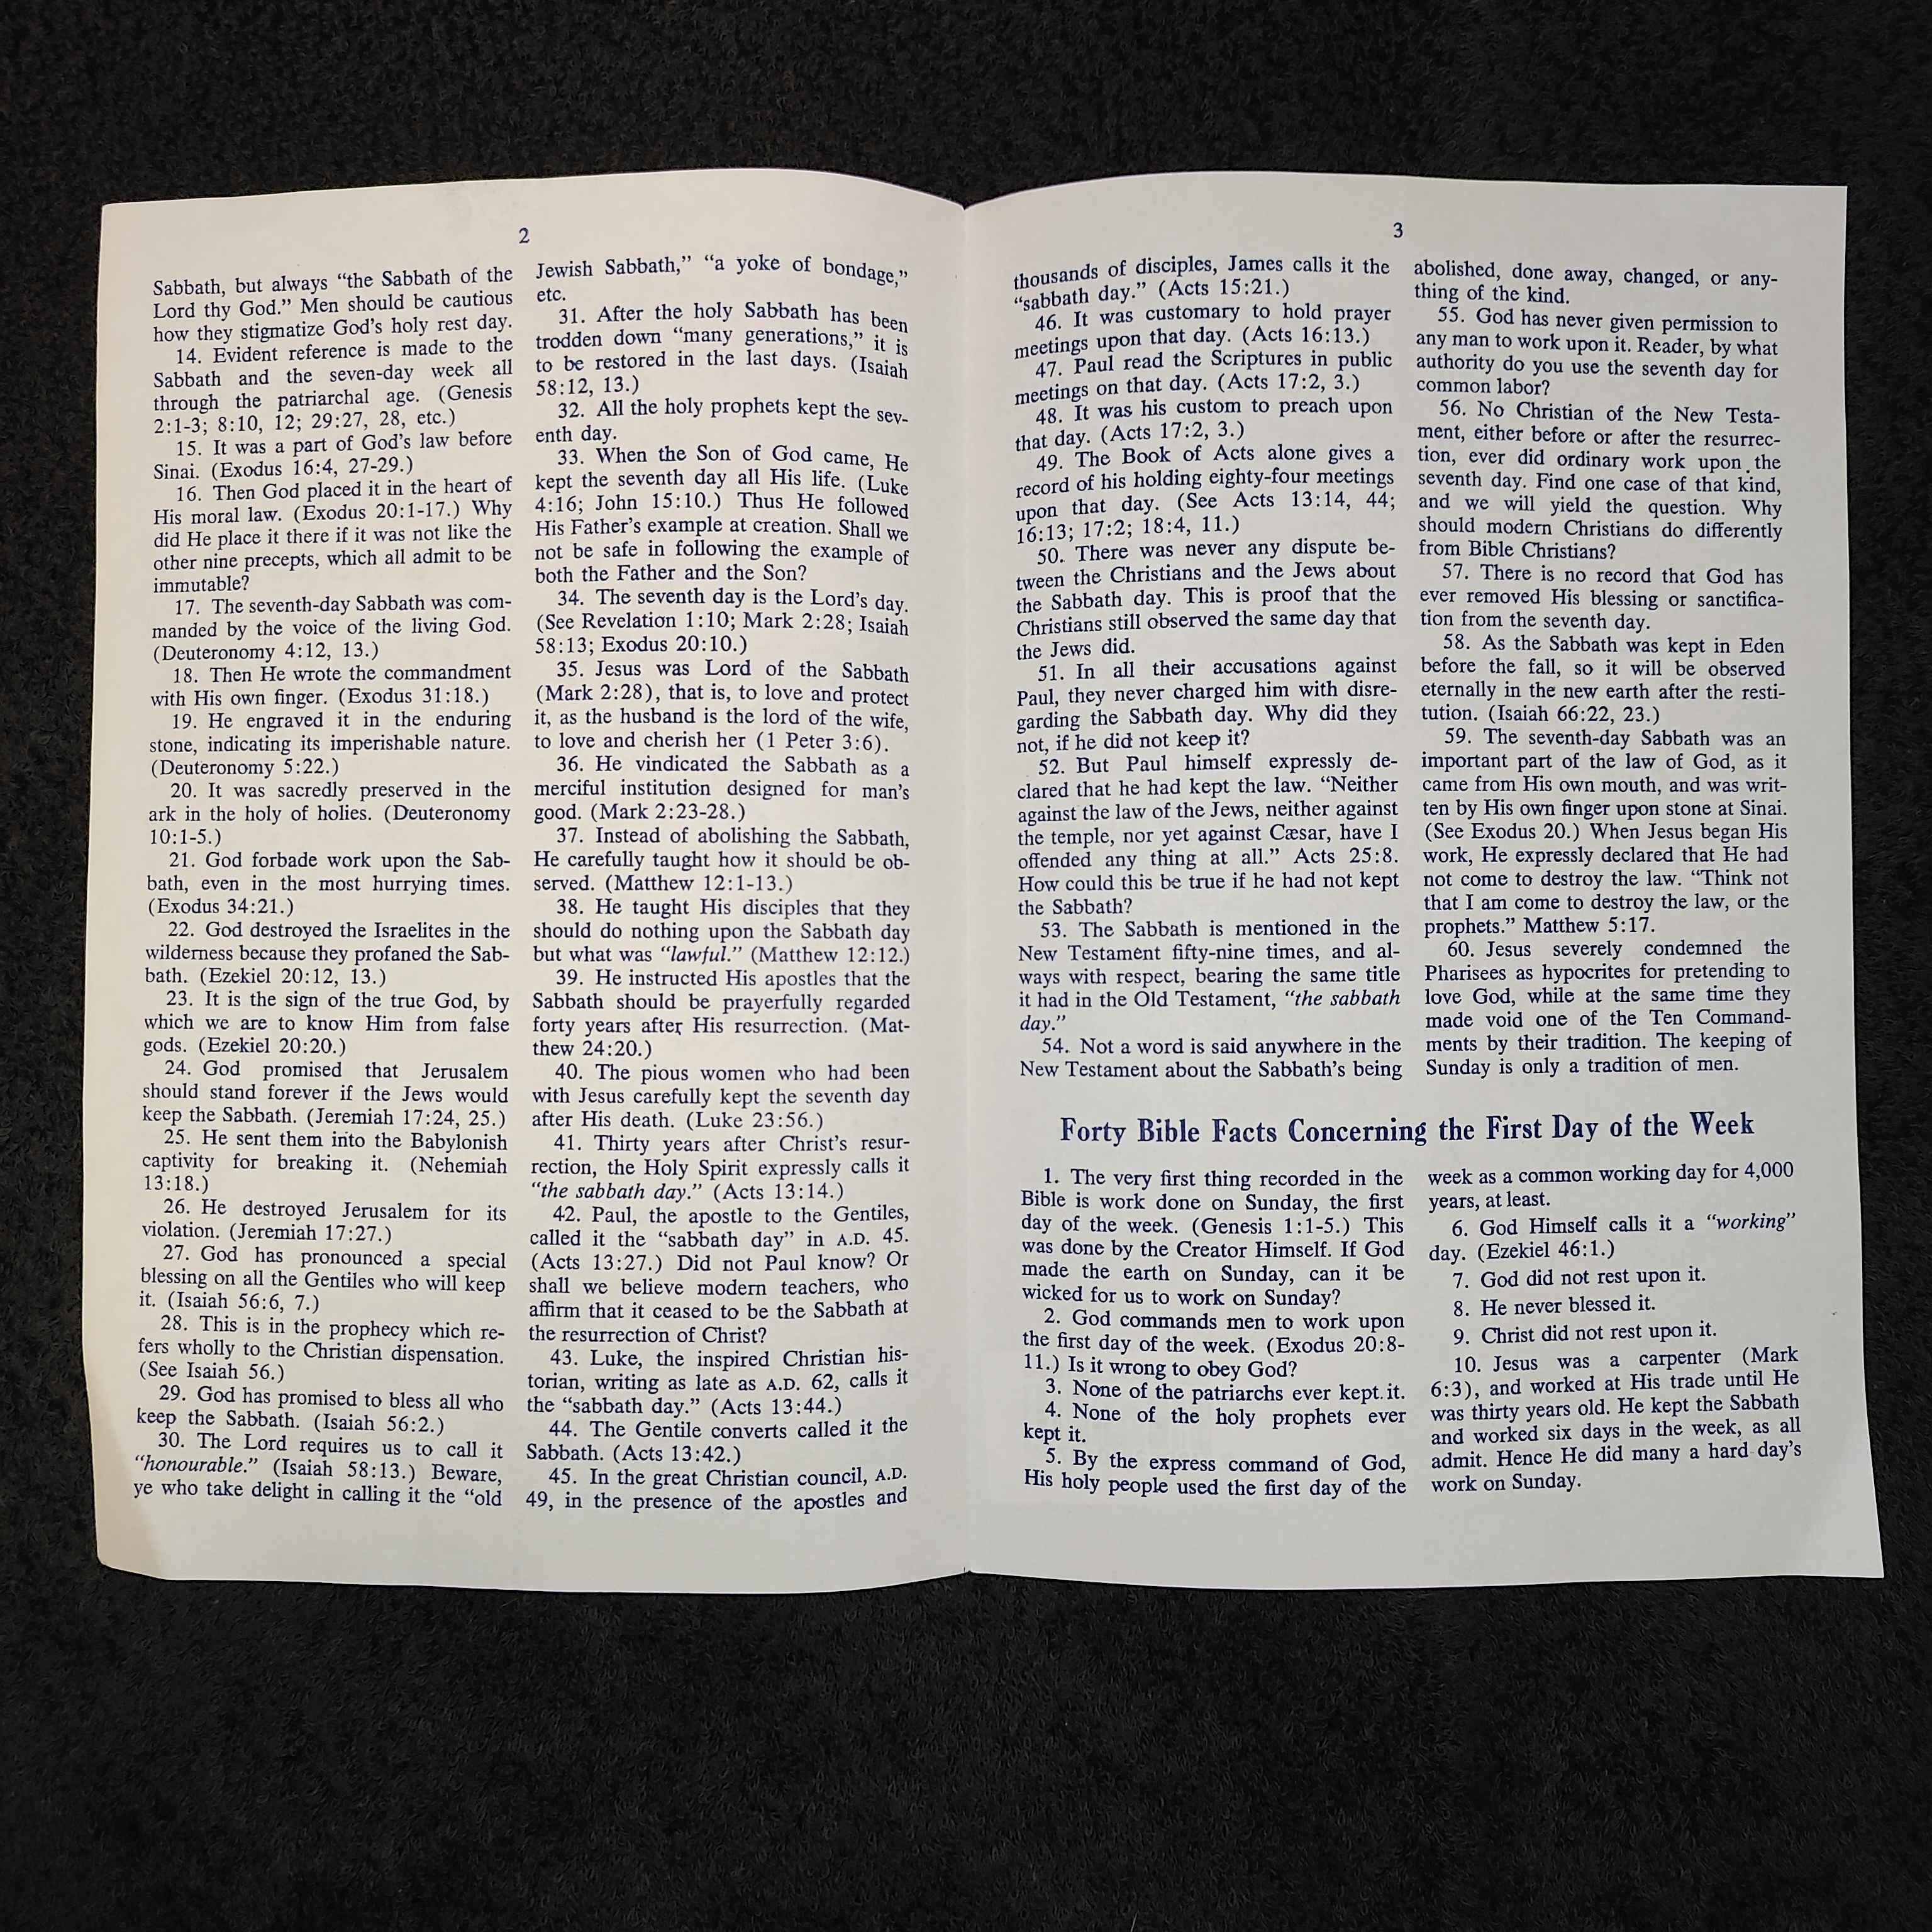 2
Sabbath, but always “the Sabbath of the
Lord thy God.” Men should be cautious
how they stigmatize God’s holy rest day.
14. Evident reference is made to the
Sabbath and the seven-day week all
through the patriarchal age. (Genesis
2:1-3; 8:10, 12; 29:27, 28, etc.)
15. It was a part of God’s law before
Sinai. (Exodus 16:4, 27-29.)
16. Then God placed it in the heart of
His moral law. (Exodus 20:1-17.) Why
did He place it there if it was not like the
other nine precepts, which all admit to be
immutable?
17. The seventh-day Sabbath was com-
manded by the voice of the living God.
(Deuteronomy 4:12, 13.)
18. Then He wrote the commandment
with His own finger. (Exodus 31:18.)
19. He engraved it in the enduring
stone, indicating its imperishable nature.
(Deuteronomy 5:22.)
20. It was sacredly preserved in the
ark in the holy of holies. (Deuteronomy
10:1-5.)
21. God forbade work upon the Sab-
bath, even in the most hurrying times.
(Exodus 34:21.)
22. God destroyed the Israelites in the
wilderness because they profaned the Sab-
bath. (Ezekiel 20:12, 13.)
23. It is the sign of the true God, by
which we are to know Him from false
gods. (Ezekiel 20:20.)
24. God promised that Jerusalem
should stand forever if the Jews would
keep the Sabbath. (Jeremiah 17:24, 25.)
25. He sent them into the Babylonish
captivity for breaking it. (Nehemiah
13:18.)
26. He destroyed Jerusalem for its
violation. (Jeremiah 17:27.)
27. God has pronounced a special
blessing on all the Gentiles who will keep
it. (Isaiah 56:6, 7.)
28. This is in the prophecy which re-
fers wholly to the Christian dispensation.
(See Isaiah 56.)
29. God has promised to bless all who
keep the Sabbath. (Isaiah 56:2.)
30. The Lord requires us to call it
“honourable.” (Isaiah 58:13.) Beware,
ye who take delight in calling it the “old
Jewish Sabbath,” “a yoke of bondage,”
etc.
31. After the holy Sabbath has been
trodden down “many generations,” it is
to be restored in the last days. (Isaiah
58:12, 13.)
32. All the holy prophets kept the sev-
enth day.
33. When the Son of God came, He
kept the seventh day all His life. (Luke
4:16; John 15:10.) Thus He followed
His Father’s example at creation. Shall we
not be safe in following the example of
both the Father and the Son?
34. The seventh day is the Lord’s day.
(See Revelation 1:10; Mark 2:28; Isaiah
58:13; Exodus 20:10.)
35. Jesus was Lord of the Sabbath
(Mark 2:28), that is, to love and protect
it, as the husband is the lord of the wife,
to love and cherish her (1 Peter 3:6).
36. He vindicated the Sabbath as a
merciful institution designed for man’s
good. (Mark 2:23-28.)
37. Instead of abolishing the Sabbath,
He carefully taught how it should be ob-
served. (Matthew 12:1-13.)
38. He taught His disciples that they
should do nothing upon the Sabbath day
but what was “lawful.” (Matthew 12:12.)
39. He instructed His apostles that the
Sabbath should be prayerfully regarded
forty years after His resurrection. (Mat-
thew 24:20.)
40. The pious women who had been
with Jesus carefully kept the seventh day
after His death. (Luke 23:56.)
41. Thirty years after Christ’s resur-
rection, the Holy Spirit expressly calls it
“the sabbath day.” (Acts 13:14.)
42. Paul, the apostle to the Gentiles,
called it the “sabbath day” in A.D. 45.
(Acts 13:27.) Did not Paul know? Or
shall we believe modern teachers, who
affirm that it ceased to be the Sabbath at
the resurrection of Christ?
43. Luke, the inspired Christian his-
torian, writing as late as A.D. 62, calls it
the “sabbath day.” (Acts 13:44.)
44. The Gentile converts called it the
Sabbath. (Acts 13:42.)
45. In the great Christian council, A.D.
49, in the presence of the apostles and
3
thousands of disciples, James calls it the
“sabbath day.” (Acts 15:21.)
46. It was customary to hold prayer
meetings upon that day. (Acts 16:13.)
47. Paul read the Scriptures in public
meetings on that day. (Acts 17:2, 3.)
48. It was his custom to preach upon
that day. (Acts 17:2, 3.)
49. The Book of Acts alone gives a
record of his holding eighty-four meetings
upon that day. (See Acts 13:14, 44;
16:13; 17:2; 18:4, 11.)
50. There was never any dispute be-
tween the Christians and the Jews about
the Sabbath day. This is proof that the
Christians still observed the same day that
the Jews did.
51. In all their accusations against
Paul, they never charged him with disre-
garding the Sabbath day. Why did they
not, if he did not keep it?
52. But Paul himself expressly de-
clared that he had kept the law. “Neither
against the law of the Jews, neither against
the temple, nor yet against Cæsar, have I
offended any thing at all.” Acts 25:8.
How could this be true if he had not kept
the Sabbath?
53. The Sabbath is mentioned in the
New Testament fifty-nine times, and al-
ways with respect, bearing the same title
it had in the Old Testament, “the sabbath
day.”
54. Not a word is said anywhere in the
New Testament about the Sabbath’s being
abolished, done away, changed, or any-
thing of the kind.
55. God has never given permission to
any man to work upon it. Reader, by what
authority do you use the seventh day for
common labor?
56. No Christian of the New Testa-
ment, either before or after the resurrec-
tion, ever did ordinary work upon the
seventh day. Find one case of that kind,
and we will yield the question. Why
should modern Christians do differently
from Bible Christians?
57. There is no record that God has
ever removed His blessing or sanctifica-
tion from the seventh day.
58. As the Sabbath was kept in Eden
before the fall, so it will be observed
eternally in the new earth after the resti-
tution. (Isaiah 66:22, 23.)
59. The seventh-day Sabbath was an
important part of the law of God, as it
came from His own mouth, and was writ-
ten by His own finger upon stone at Sinai.
(See Exodus 20.) When Jesus began His
work, He expressly declared that He had
not come to destroy the law. “Think not
that I am come to destroy the law, or the
prophets.” Matthew 5:17.
60. Jesus severely condemned the
Pharisees as hypocrites for pretending to
love God, while at the same time they
made void one of the Ten Command-
ments by their tradition. The keeping of
Sunday is only a tradition of men.
Forty Bible Facts Concerning the First Day of the Week
1. The very first thing recorded in the
Bible is work done on Sunday, the first
day of the week. (Genesis 1:1-5.) This
was done by the Creator Himself. If God
made the earth on Sunday, can it be
wicked for us to work on Sunday?
2. God commands men to work upon
the first day of the week. (Exodus 20:8-
11.) Is it wrong to obey God?
3. None of the patriarchs ever kept it.
4. None of the holy prophets ever
kept it.
5. By the express command of God,
His holy people used the first day of the
week as a common working day for 4,000
years, at least.
6. God Himself calls it a “working”
day. (Ezekiel 46:1.)
7. God did not rest upon it.
8. He never blessed it.
9. Christ did not rest upon it.
10. Jesus was a carpenter (Mark
6:3), and worked at His trade until He
was thirty years old. He kept the Sabbath
and worked six days in the week, as all
admit. Hence He did many a hard day’s
work on Sunday.